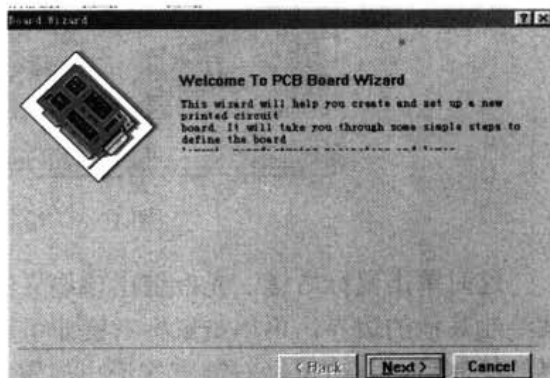 Board Wizard
Welcome To PCB Board Wizard
This wizard will help you create and set up a new
printed circuit
board. It will take you through some simple steps to
define the board
< Back
Next >
Cancel